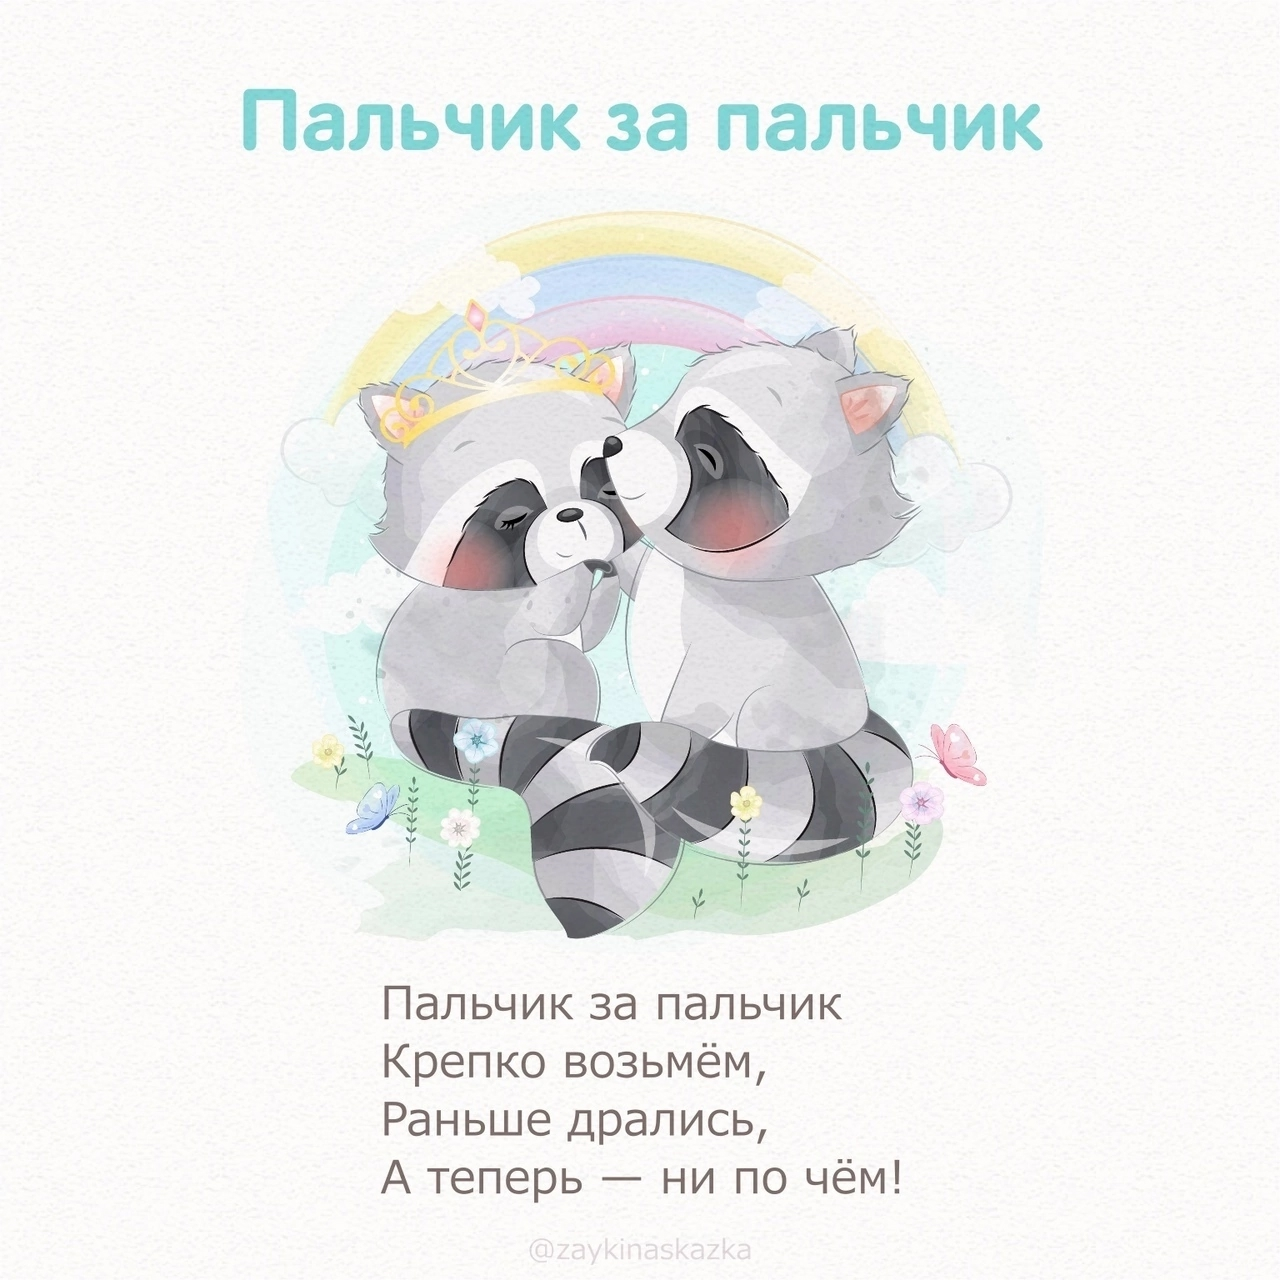 Пальчик за пальчик
Пальчик за пальчик
Крепко возьмём,
Раньше дрались,
А теперь — ни по чём!
@zaykinaskazka